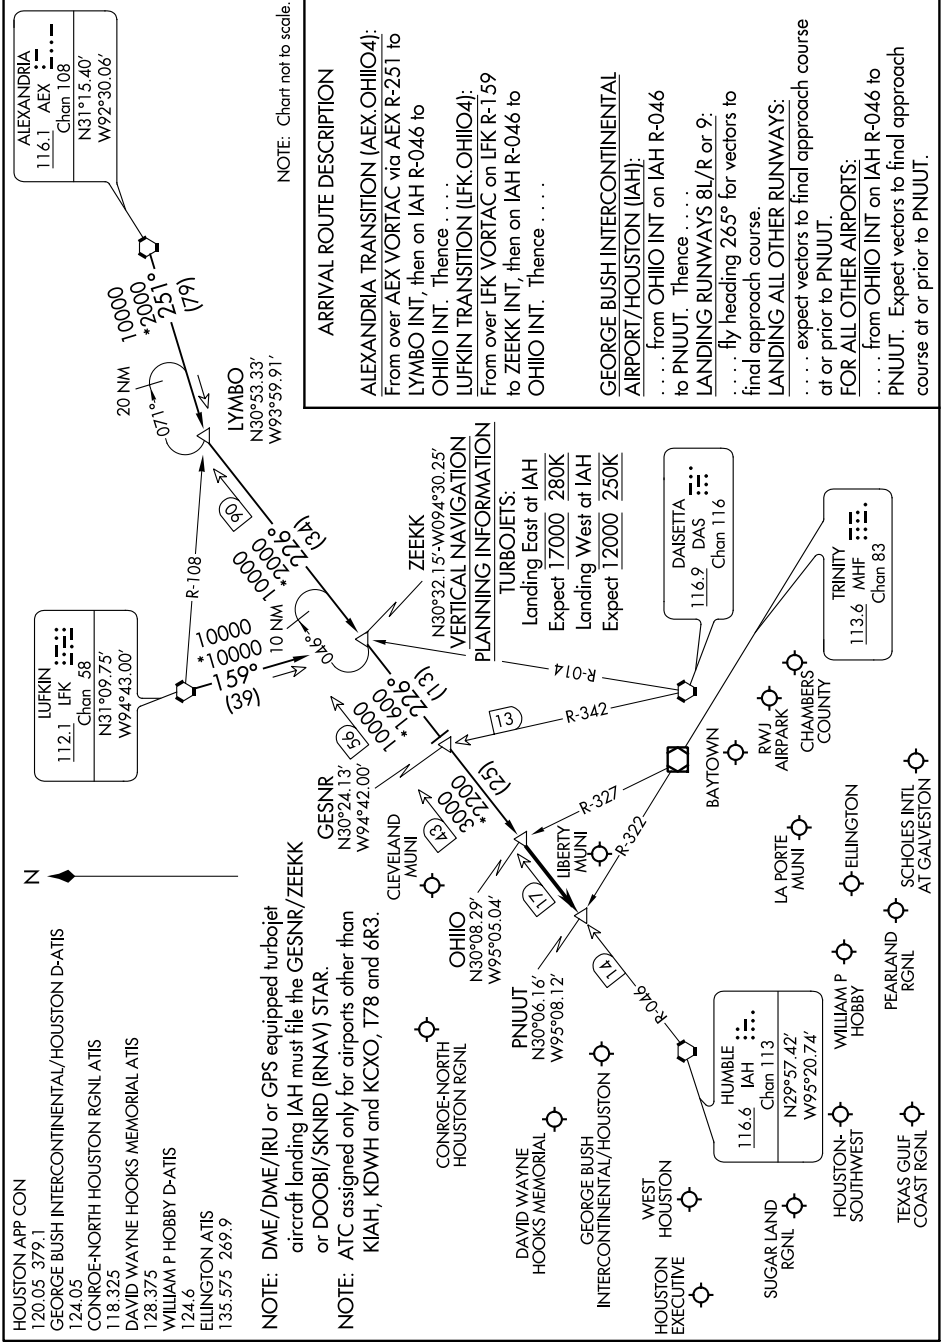 HOUSTON APP CON
120.05 379.1
GEORGE BUSH INTERCONTINENTAL/HOUSTON D-ATIS
124.05
CONROE-NORTH HOUSTON RGNL ATIS
118.325
DAVID WAYNE HOOKS MEMORIAL ATIS
128.375
WILLIAM P HOBBY D-ATIS
124.6
ELLINGTON ATIS
135.575 269.9
N
NOTE: DME/DME/IRU or GPS equipped turbojet
aircraft landing IAH must file the GESNR/ZEEKK
or DOOBI/SKNRD (RNAV) STAR.
NOTE: ATC assigned only for airports other than
KIAH, KDWH and KCXO, T78 and 6R3.
LUFKIN
112.1 LFK
Chan 58
N31°09.75'
W94°43.00'
ALEXANDRIA
116.1 AEX
Chan 108
N31°15.40'
W92°30.06'
NOTE: Chart not to scale.
10000
*2000
251°
(79)
20 NM
071°
LYMBO
N30°53.33'
W93°59.91'
R-108
90
10000
*2000
226°
(34)
10000
*10000
159°
(39)
10 NM
046°
ZEEKK
N30°32.15'-W094°30.25'
VERTICAL NAVIGATION
PLANNING INFORMATION
TURBOJETS:
Landing East at IAH
Expect 17000 280K
Landing West at IAH
Expect 12000 250K
56
10000
*1600
226°
(13)
GESNR
N30°24.13'
W94°42.00'
R-014
R-342
13
DAISETTA
116.9 DAS
Chan 116
43
3000
*2200
(25)
CLEVELAND
MUNI
OHIIO
N30°08.29'
W95°05.04'
17
LIBERTY
MUNI
R-327
R-322
BAYTOWN
RWJ
AIRPARK
CHAMBERS
COUNTY
TRINITY
113.6 MHF
Chan 83
PNUUT
N30°06.16'
W95°08.12'
14
R-046
HUMBLE
116.6 IAH
Chan 113
N29°57.42'
W95°20.74'
CONROE-NORTH
HOUSTON RGNL
DAVID WAYNE
HOOKS MEMORIAL
GEORGE BUSH
INTERCONTINENTAL/HOUSTON
WEST
HOUSTON
HOUSTON
EXECUTIVE
SUGAR LAND
RGNL
HOUSTON-
SOUTHWEST
TEXAS GULF
COAST RGNL
WILLIAM P
HOBBY
PEARLAND
RGNL
LA PORTE
MUNI
ELLINGTON
SCHOLES INTL
AT GALVESTON
ARRIVAL ROUTE DESCRIPTION
ALEXANDRIA TRANSITION (AEX.OHIIO4):
From over AEX VORTAC via AEX R-251 to
LYMBO INT, then on IAH R-046 to
OHIIO INT. Thence . . . .
LUFKIN TRANSITION (LFK.OHIIO4):
From over LFK VORTAC on LFK R-159
to ZEEKK INT, then on IAH R-046 to
OHIIO INT. Thence . . . .
GEORGE BUSH INTERCONTINENTAL
AIRPORT/HOUSTON (IAH):
. . . . from OHIIO INT on IAH R-046
to PNUUT. Thence . . . .
LANDING RUNWAYS 8L/R or 9:
. . . . fly heading 265° for vectors to
final approach course.
LANDING ALL OTHER RUNWAYS:
. . . . expect vectors to final approach course
at or prior to PNUUT.
FOR ALL OTHER AIRPORTS:
. . . . from OHIIO INT on IAH R-046 to
PNUUT. Expect vectors to final approach
course at or prior to PNUUT.